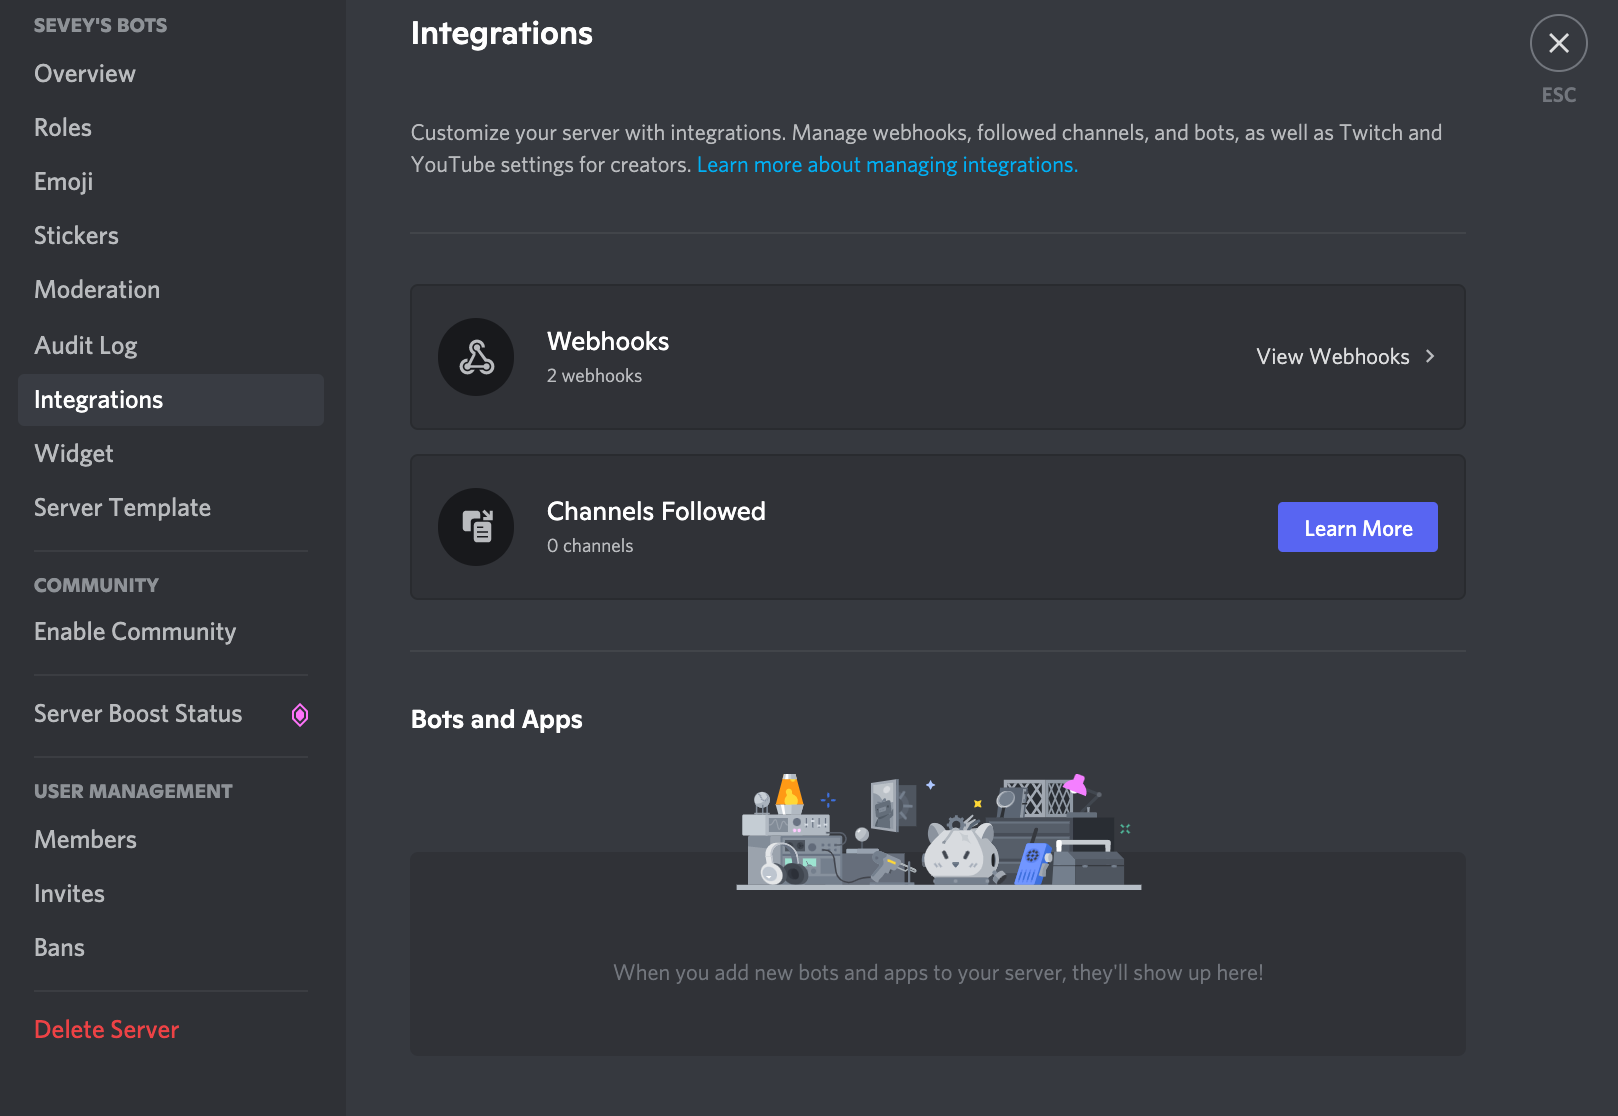 SEVEY'S BOTS
Overview
Roles
Emoji
Stickers
Moderation
Audit Log
Integrations
Widget
Server Template
COMMUNITY
Enable Community
Server Boost Status
USER MANAGEMENT
Members
Invites
Bans
Delete Server
Integrations
ESC
Customize your server with integrations. Manage webhooks, followed channels, and bots, as well as Twitch and
YouTube settings for creators. Learn more about managing integrations.
Webhooks
2 webhooks
View Webhooks
Channels Followed
0 channels
Learn More
Bots and Apps
When you add new bots and apps to your server, they'll show up here!